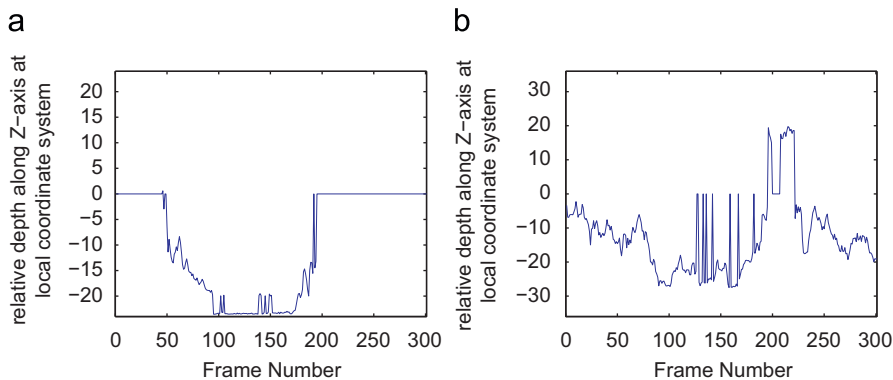 a
relative depth along Z−axis at
local coordinate system
20
15
10
5
0
−5
−10
−15
−20
0 50 100 150 200 250 300
Frame Number
b
relative depth along Z−axis at
local coordinate system
30
20
10
0
−10
−20
−30
0 50 100 150 200 250 300
Frame Number